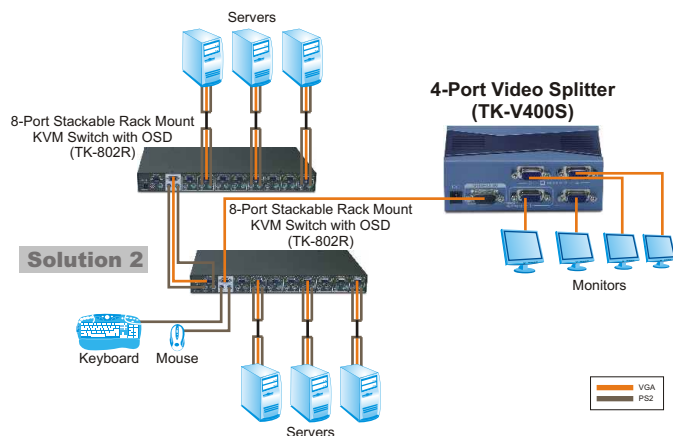 Servers
4-Port Video Splitter
(TK-V400S)
8-Port Stackable Rack Mount
KVM Switch with OSD
(TK-802R)
8-Port Stackable Rack Mount
KVM Switch with OSD
(TK-802R)
Solution 2
Monitors
Keyboard
Mouse
Servers
VGA
PS2